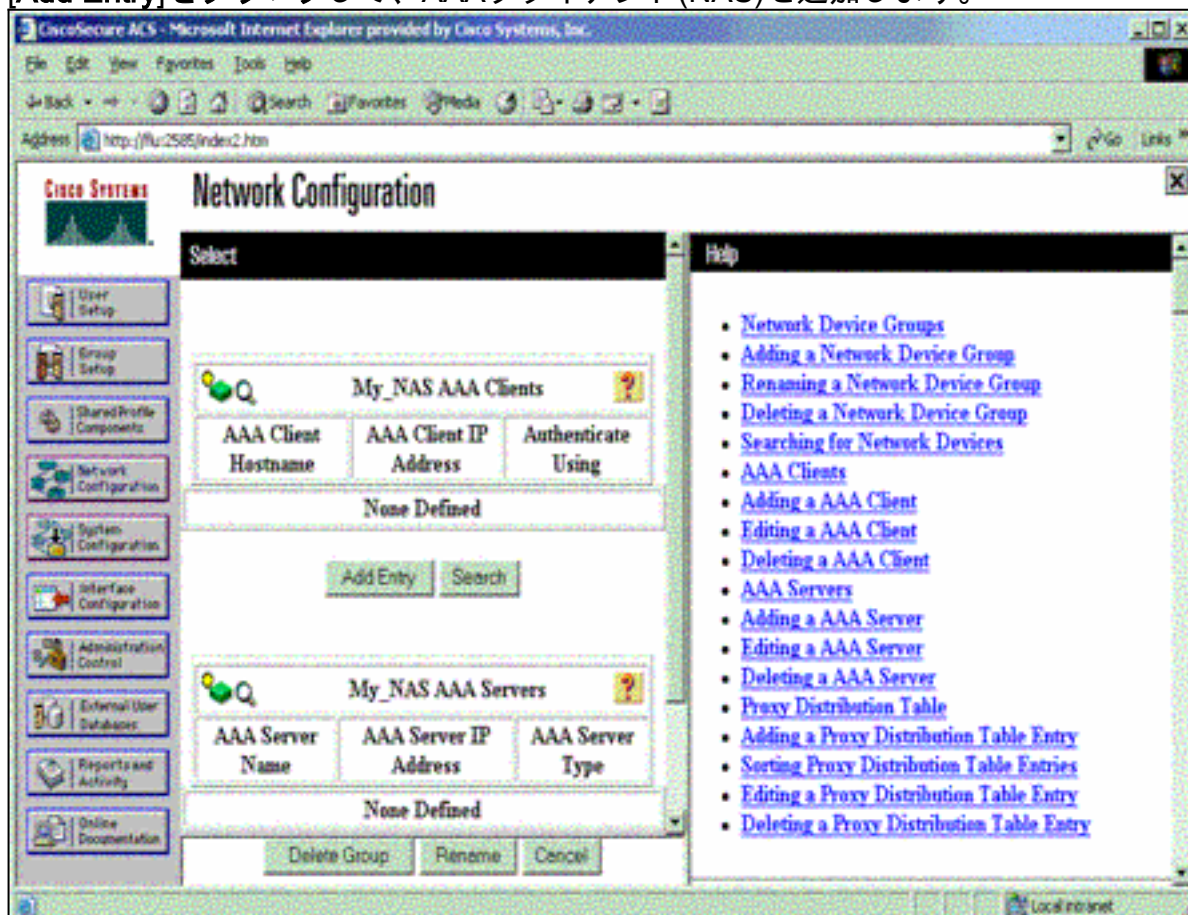 [Add Entry]をクリックして、AAAクライアント(NAS)を追加します。
CiscoSecure ACS - Microsoft Internet Explorer provided by Cisco Systems, Inc.
File Edit View Favorites Tools Help
Back Search Favorites Media
Address http://flu:2585/index2.htm Go Links »
CISCO SYSTEMS
Network Configuration
Select
Help
User
Setup
Group
Setup
Shared Profile
Components
Network
Configuration
System
Configuration
Interface
Configuration
Administration
Control
External User
Databases
Reports and
Activity
Online
Documentation
My_NAS AAA Clients
AAA Client
Hostname
AAA Client IP
Address
Authenticate
Using
None Defined
Add Entry Search
My_NAS AAA Servers
AAA Server
Name
AAA Server IP
Address
AAA Server
Type
None Defined
Delete Group Rename Cancel
• Network Device Groups
• Adding a Network Device Group
• Renaming a Network Device Group
• Deleting a Network Device Group
• Searching for Network Devices
• AAA Clients
• Adding a AAA Client
• Editing a AAA Client
• Deleting a AAA Client
• AAA Servers
• Adding a AAA Server
• Editing a AAA Server
• Deleting a AAA Server
• Proxy Distribution Table
• Adding a Proxy Distribution Table Entry
• Sorting Proxy Distribution Table Entries
• Editing a Proxy Distribution Table Entry
• Deleting a Proxy Distribution Table Entry
Local intranet